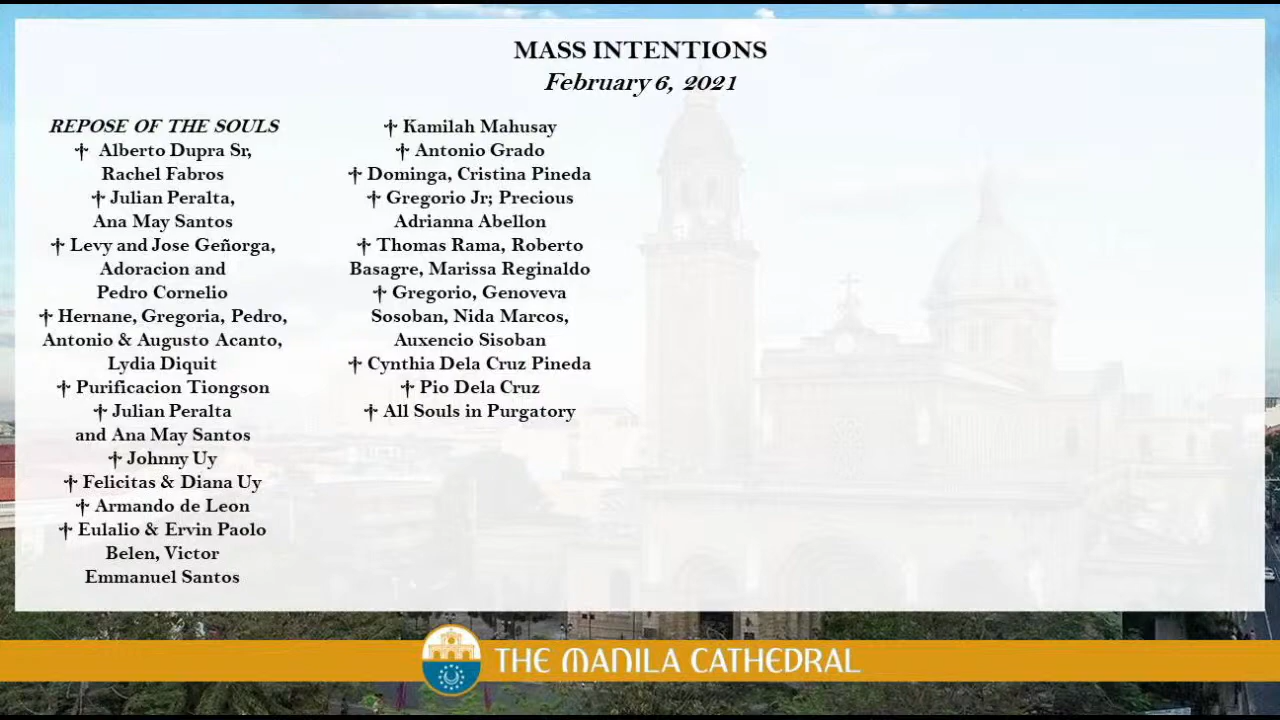 MASS INTENTIONS
February 6, 2021
REPOSE OF THE SOULS
✝ Alberto Dupra Sr,
Rachel Fabros
✝ Julian Peralta,
Ana May Santos
✝ Levy and Jose Geñorga,
Adoracion and
Pedro Cornelio
✝ Hernane, Gregoria, Pedro,
Antonio & Augusto Acanto,
Lydia Diquit
✝ Purificacion Tiongson
✝ Julian Peralta
and Ana May Santos
✝ Johnny Uy
✝ Felicitas & Diana Uy
✝ Armando de Leon
✝ Eulalio & Ervin Paolo
Belen, Victor
Emmanuel Santos
✝ Kamilah Mahusay
✝ Antonio Grado
✝ Dominga, Cristina Pineda
✝ Gregorio Jr; Precious
Adrianna Abellon
✝ Thomas Rama, Roberto
Basagre, Marissa Reginaldo
✝ Gregorio, Genoveva
Sosoban, Nida Marcos,
Auxencio Sisoban
✝ Cynthia Dela Cruz Pineda
✝ Pio Dela Cruz
✝ All Souls in Purgatory
THE MANILA CATHEDRAL